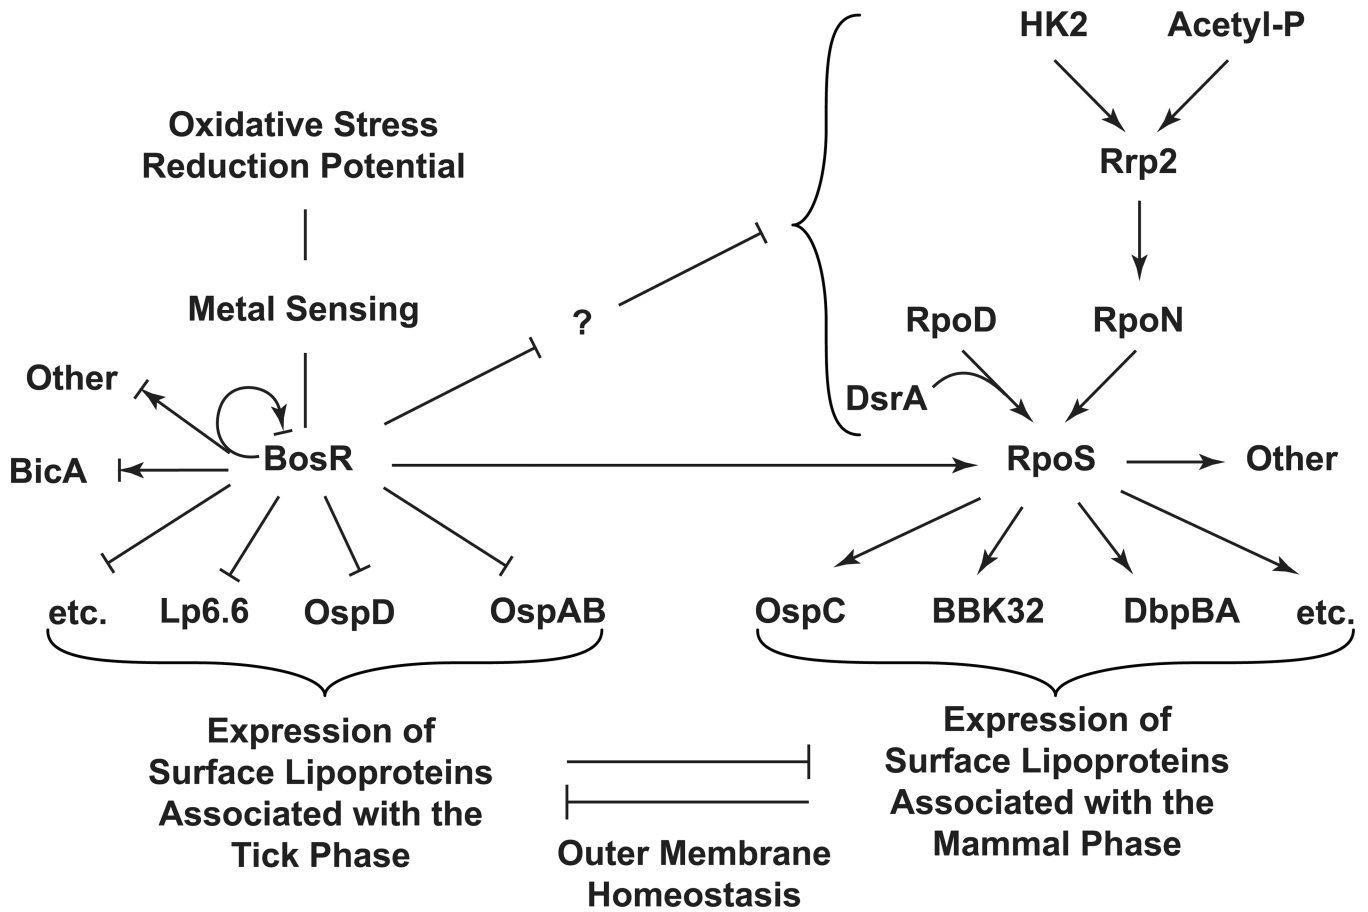 HK2
Acetyl-P
Oxidative Stress
Reduction Potential
Rrp2
Metal Sensing
?
RpoD
RpoN
Other
DsrA
BicA
BosR
RpoS
Other
etc.
Lp6.6
OspD
OspAB
OspC
BBK32
DbpBA
etc.
Expression of
Surface Lipoproteins
Associated with the
Tick Phase
Expression of
Surface Lipoproteins
Associated with the
Mammal Phase
Outer Membrane
Homeostasis